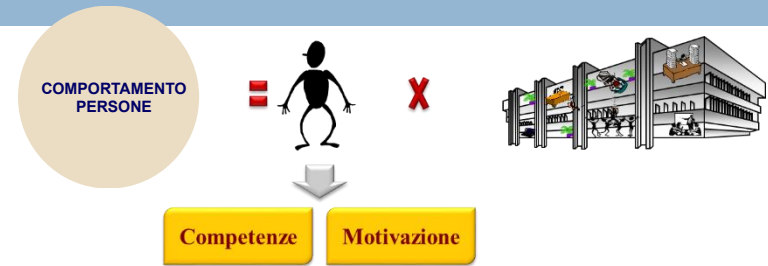 COMPORTAMENTO
PERSONE
=
X
Competenze
Motivazione